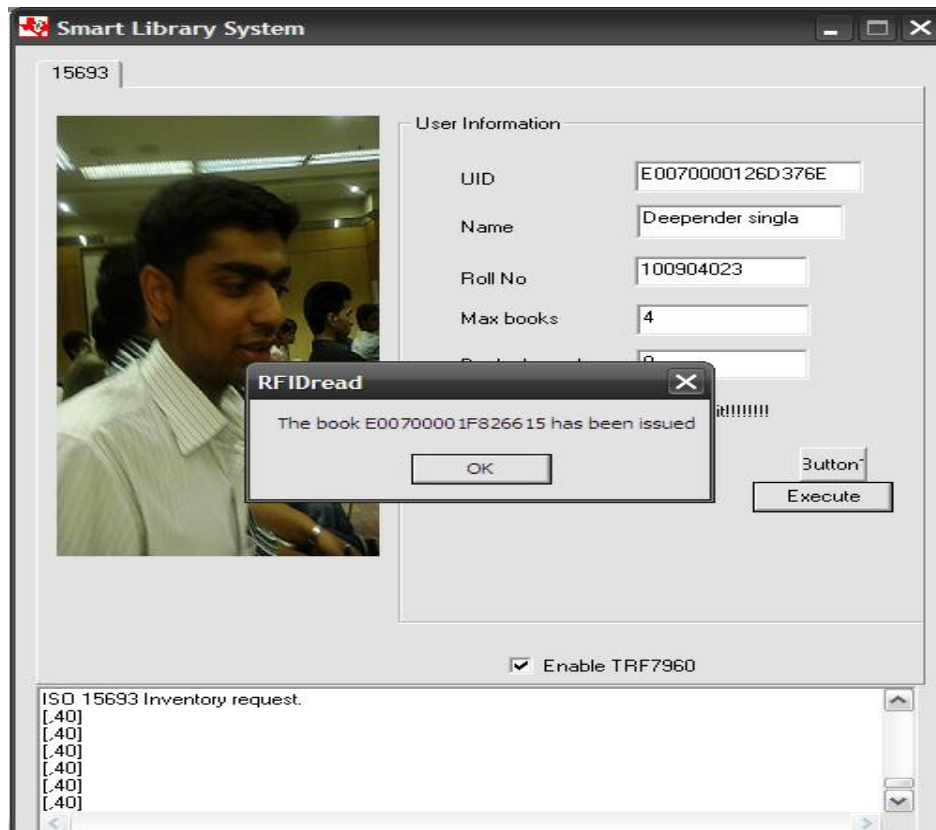 Smart Library System
15693
User Information
UID E0070000126D376E
Name Deepender singla
Roll No 100904023
Max books 4
RFIDread
The book E00700001F826615 has been issued
it!!!!!!!!
OK
Button
Execute
Enable TRF7960
ISO 15693 Inventory request.
[,40]
[,40]
[,40]
[,40]
[,40]
[,40]